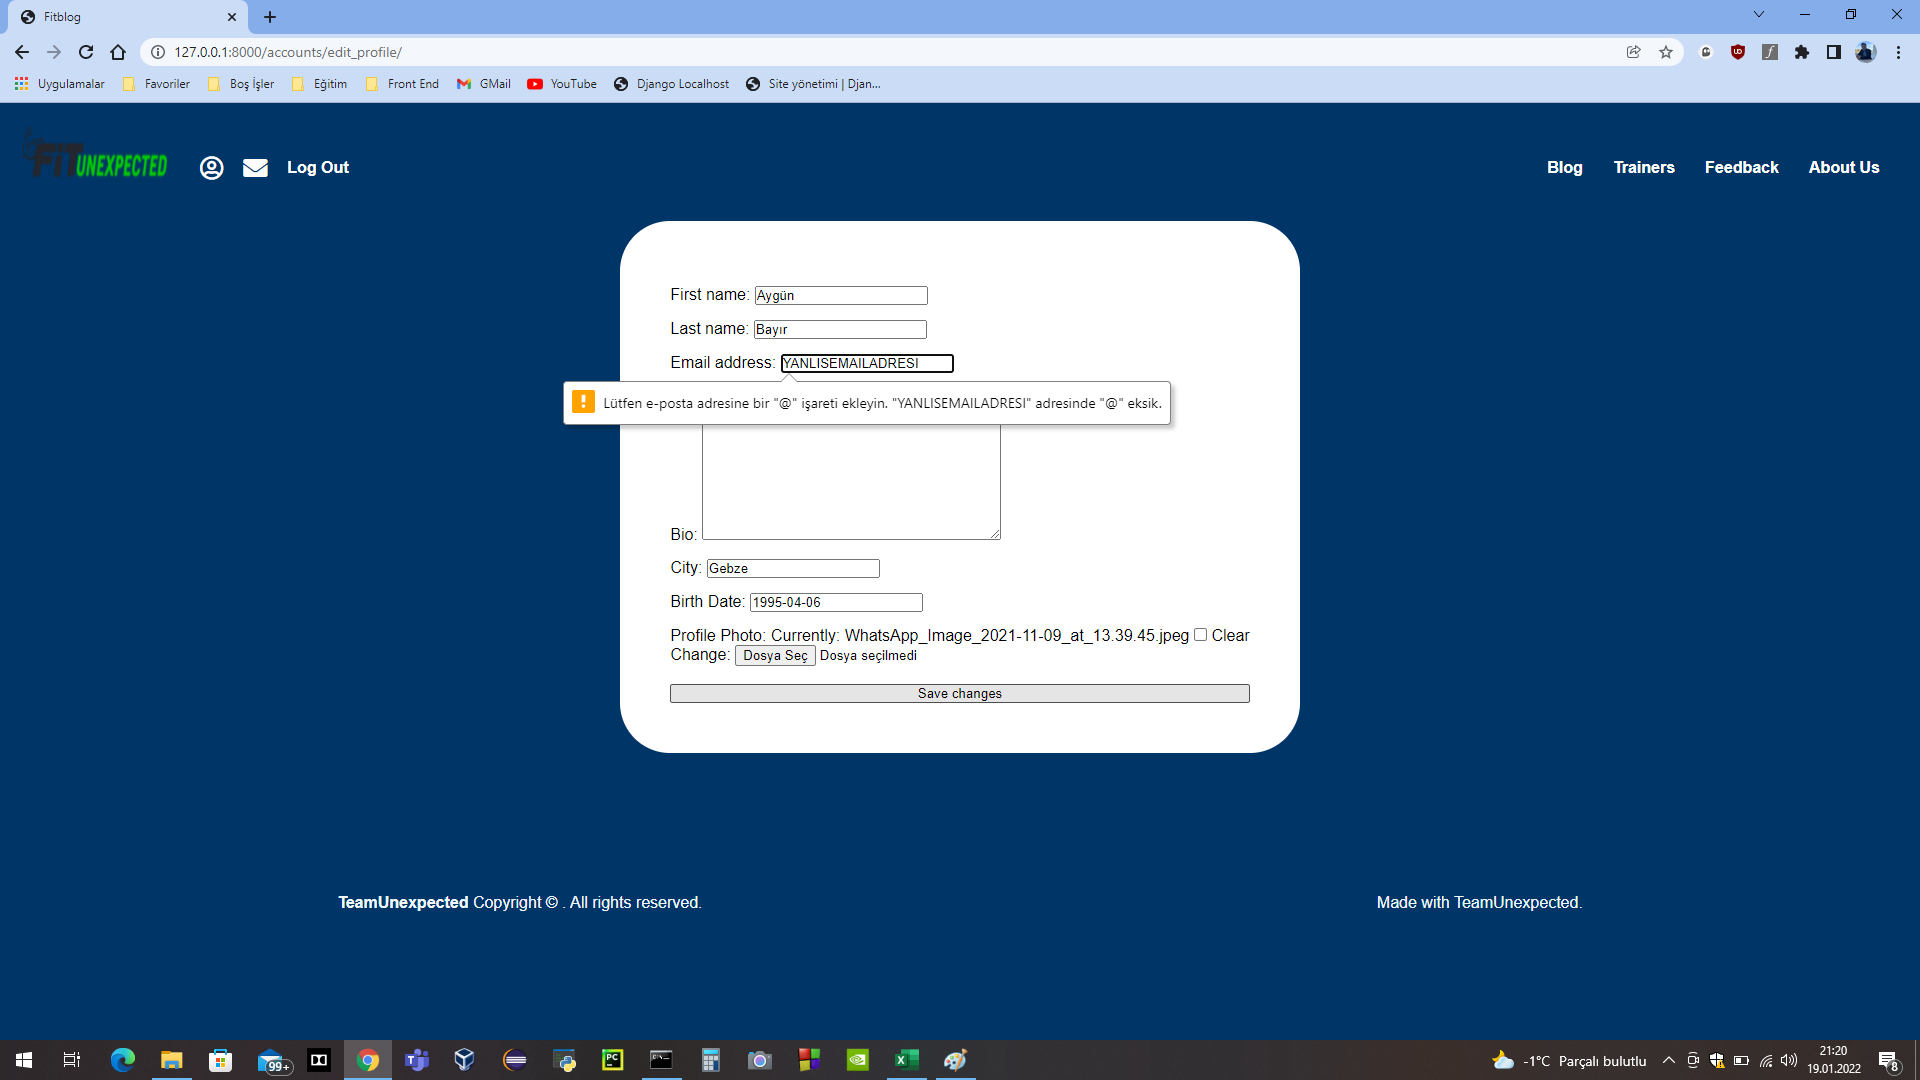 Fitblog
127.0.0.1:8000/accounts/edit_profile/
Uygulamalar Favoriler Boş İşler Eğitim Front End GMail YouTube Django Localhost Site yönetimi | Djan...
FiT UNEXPECTED Log Out Blog Trainers Feedback About Us
First name: Aygün
Last name: Bayır
Email address: YANLISEMAILADRESI
Lütfen e-posta adresine bir "@" işareti ekleyin. "YANLISEMAILADRESI" adresinde "@" eksik.
Bio:
City: Gebze
Birth Date: 1995-04-06
Profile Photo: Currently: WhatsApp_Image_2021-11-09_at_13.39.45.jpeg Clear
Change: Dosya Seç Dosya seçilmedi
Save changes
TeamUnexpected Copyright © . All rights reserved. Made with TeamUnexpected.
99+ -1°C Parçalı bulutlu 21:20
19.01.2022 8